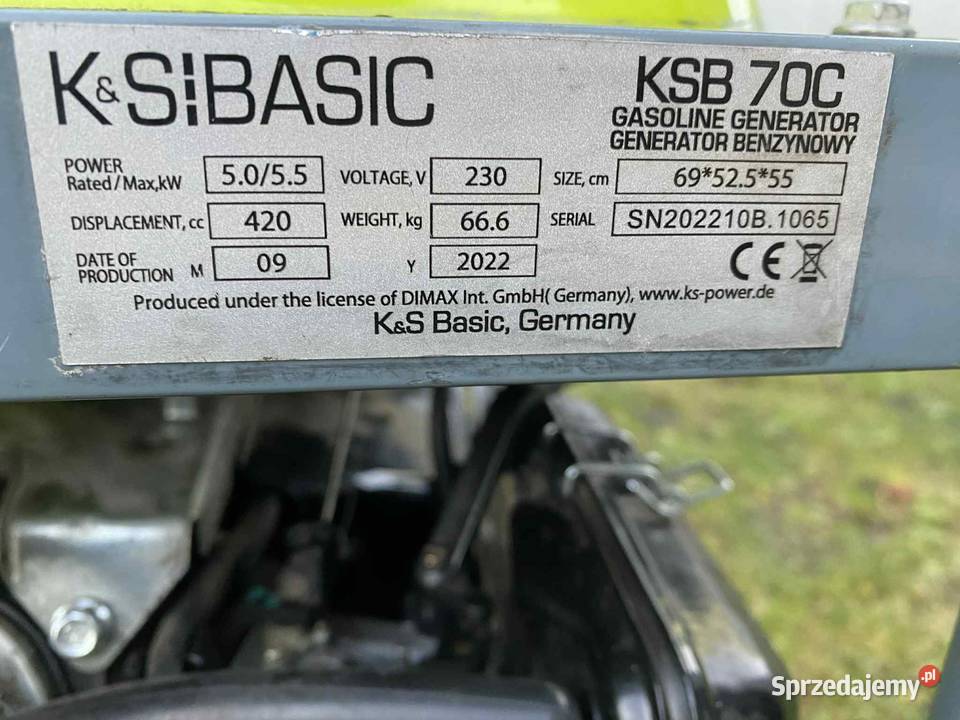 K&S BASIC
KSB 70C
GASOLINE GENERATOR
GENERATOR BENZYNOWY
POWER
Rated/Max,kW 5.0/5.5 VOLTAGE, V 230 SIZE, cm 69*52.5*55
DISPLACEMENT, cc 420 WEIGHT, kg 66.6 SERIAL SN202210B.1065
DATE OF
PRODUCTION M 09 Y 2022 CE
Produced under the license of DIMAX Int. GmbH( Germany), www.ks-power.de
K&S Basic, Germany
Sprzedajemy.pl